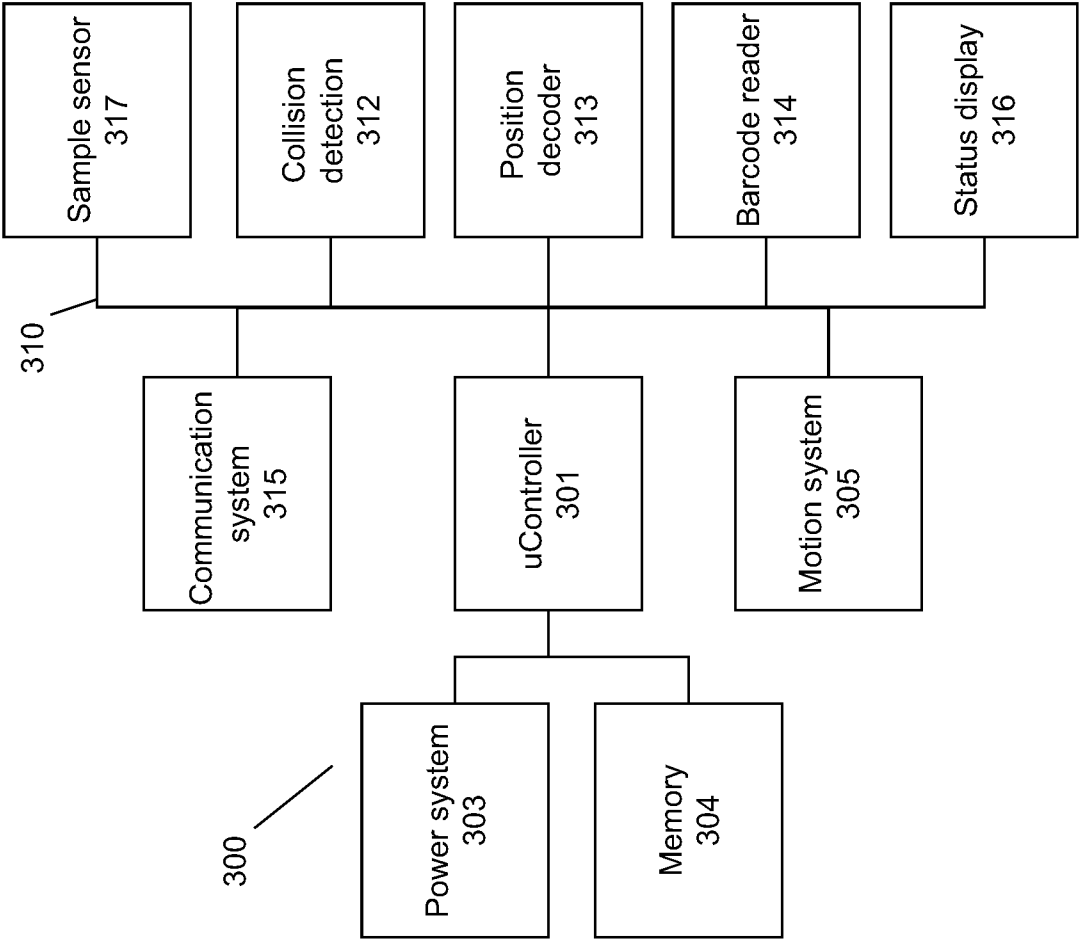 300
Power system
303
Memory
304
Communication
system
315
uController
301
Motion system
305
310
Sample sensor
317
Collision
detection
312
Position
decoder
313
Barcode reader
314
Status display
316